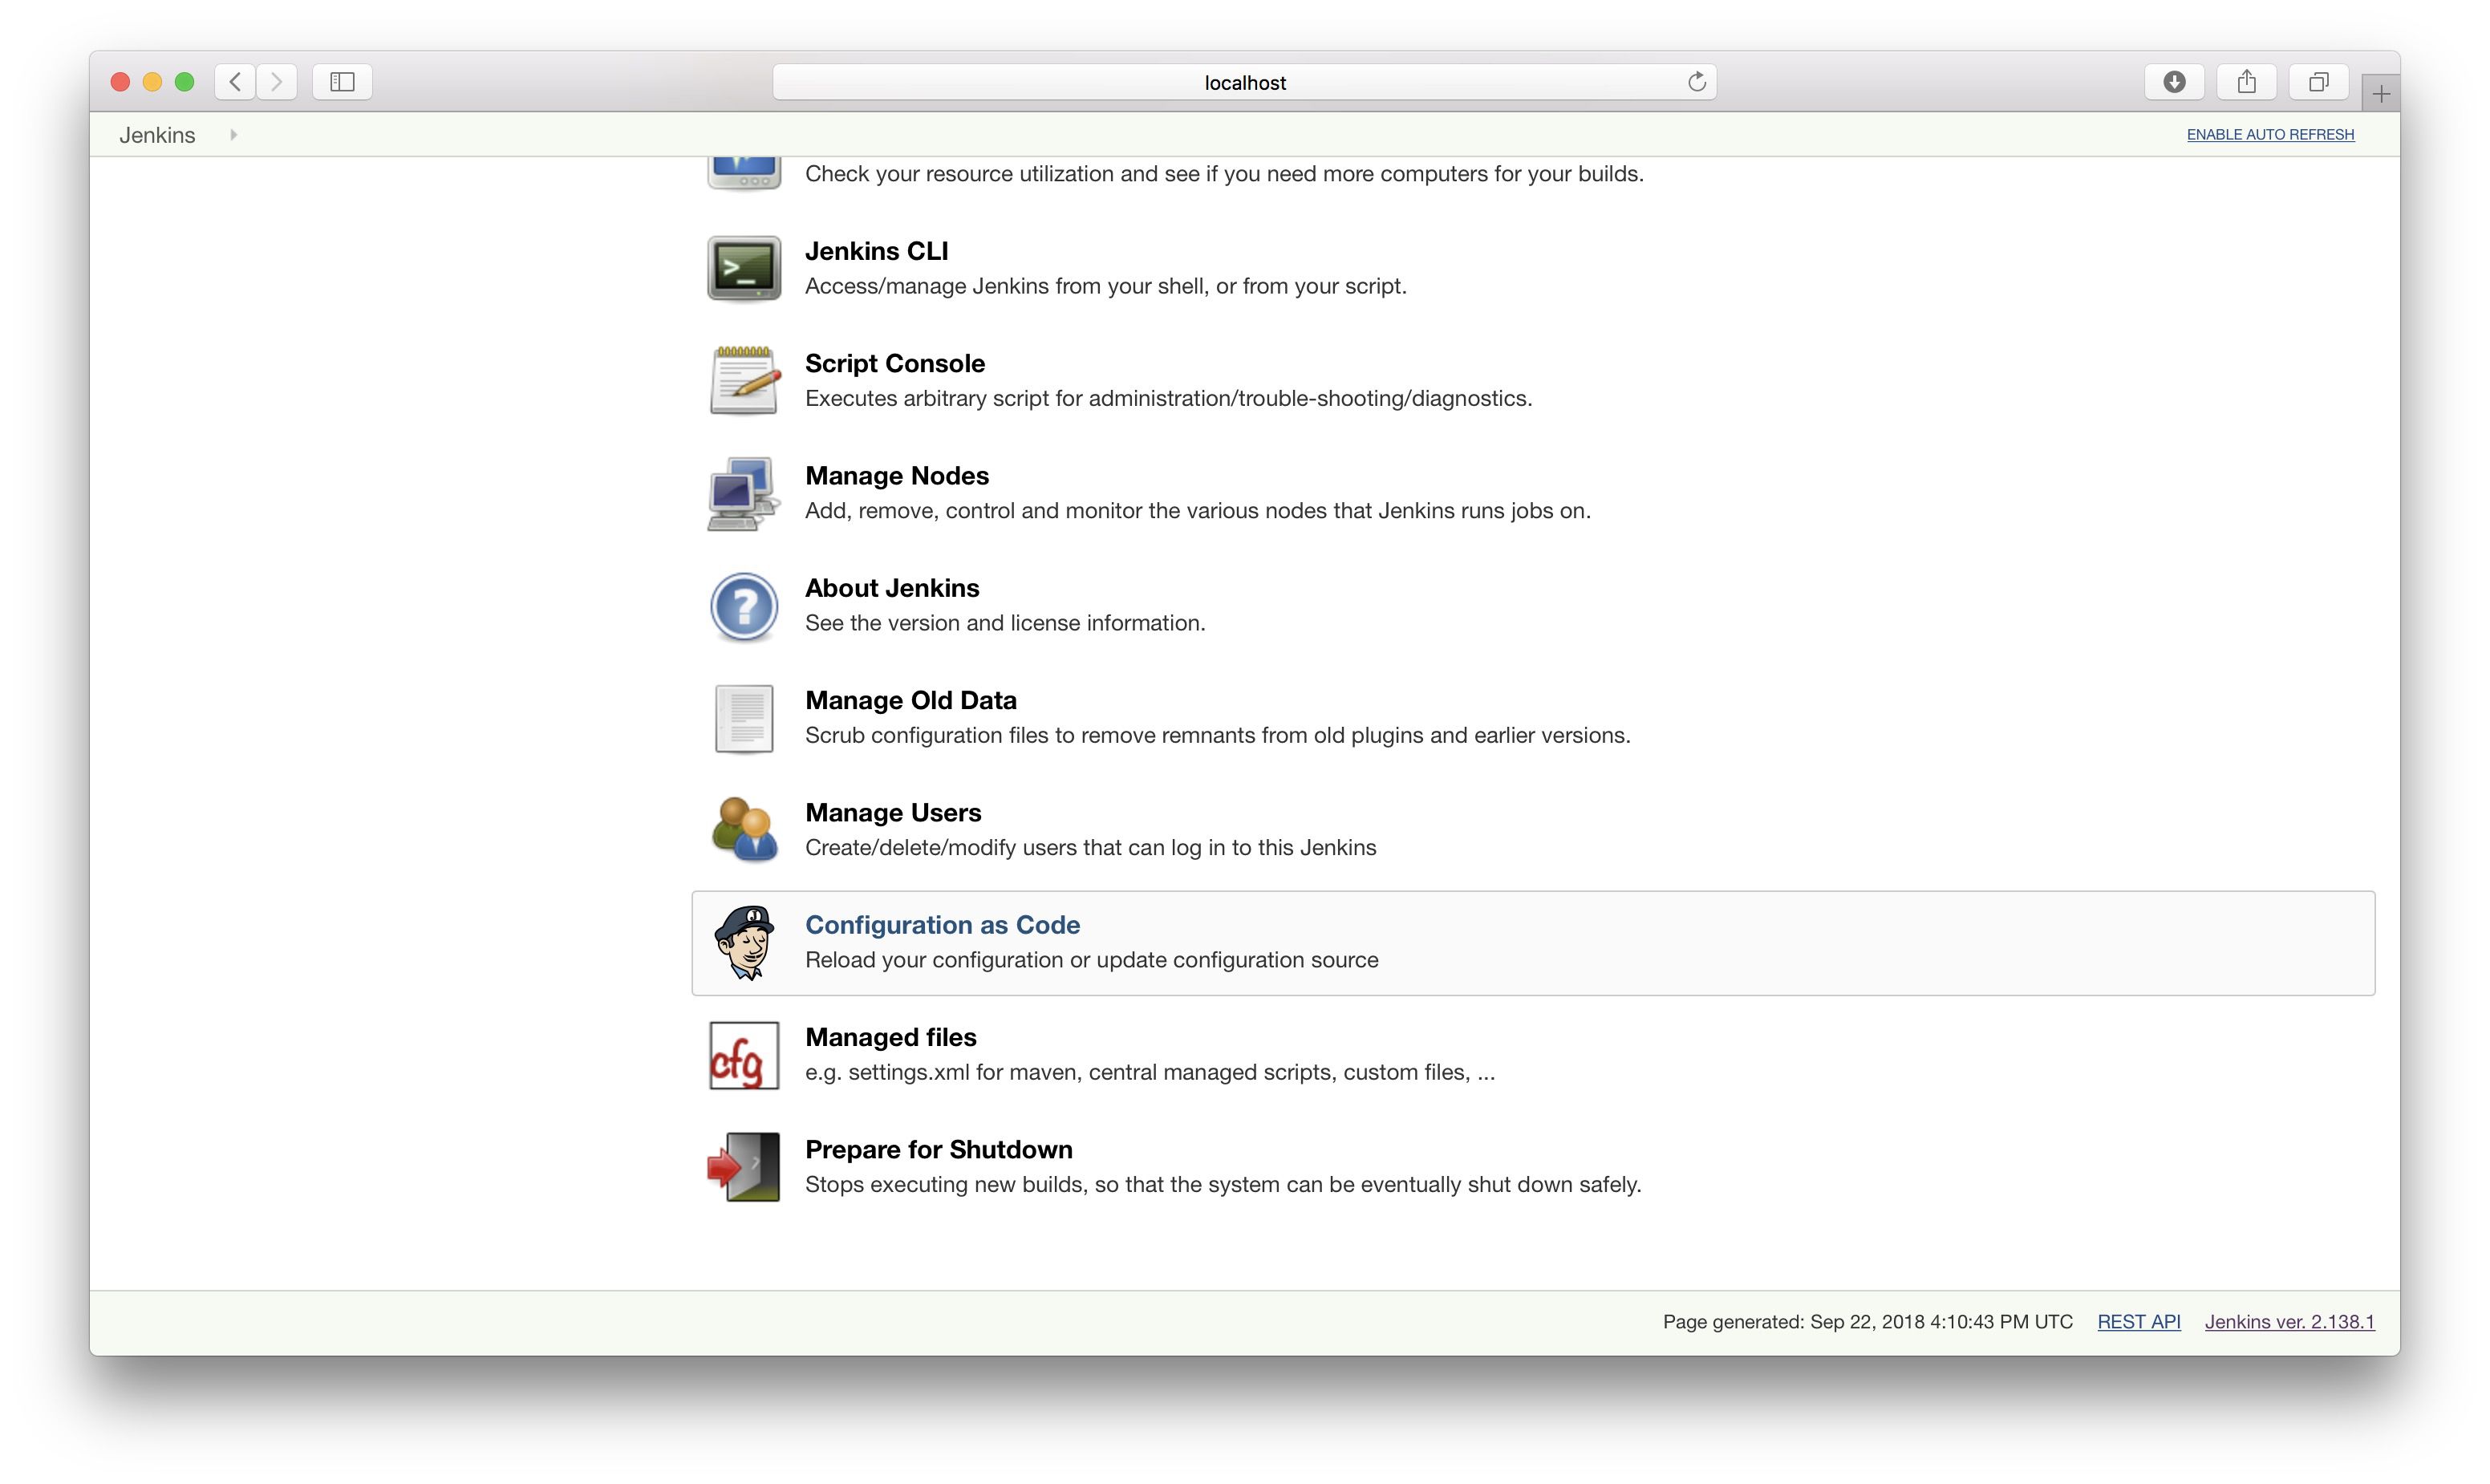 localhost
Jenkins
ENABLE AUTO REFRESH
Check your resource utilization and see if you need more computers for your builds.
Jenkins CLI
Access/manage Jenkins from your shell, or from your script.
Script Console
Executes arbitrary script for administration/trouble-shooting/diagnostics.
Manage Nodes
Add, remove, control and monitor the various nodes that Jenkins runs jobs on.
About Jenkins
See the version and license information.
Manage Old Data
Scrub configuration files to remove remnants from old plugins and earlier versions.
Manage Users
Create/delete/modify users that can log in to this Jenkins
Configuration as Code
Reload your configuration or update configuration source
cfg
Managed files
e.g. settings.xml for maven, central managed scripts, custom files, ...
Prepare for Shutdown
Stops executing new builds, so that the system can be eventually shut down safely.
Page generated: Sep 22, 2018 4:10:43 PM UTC REST API Jenkins ver. 2.138.1